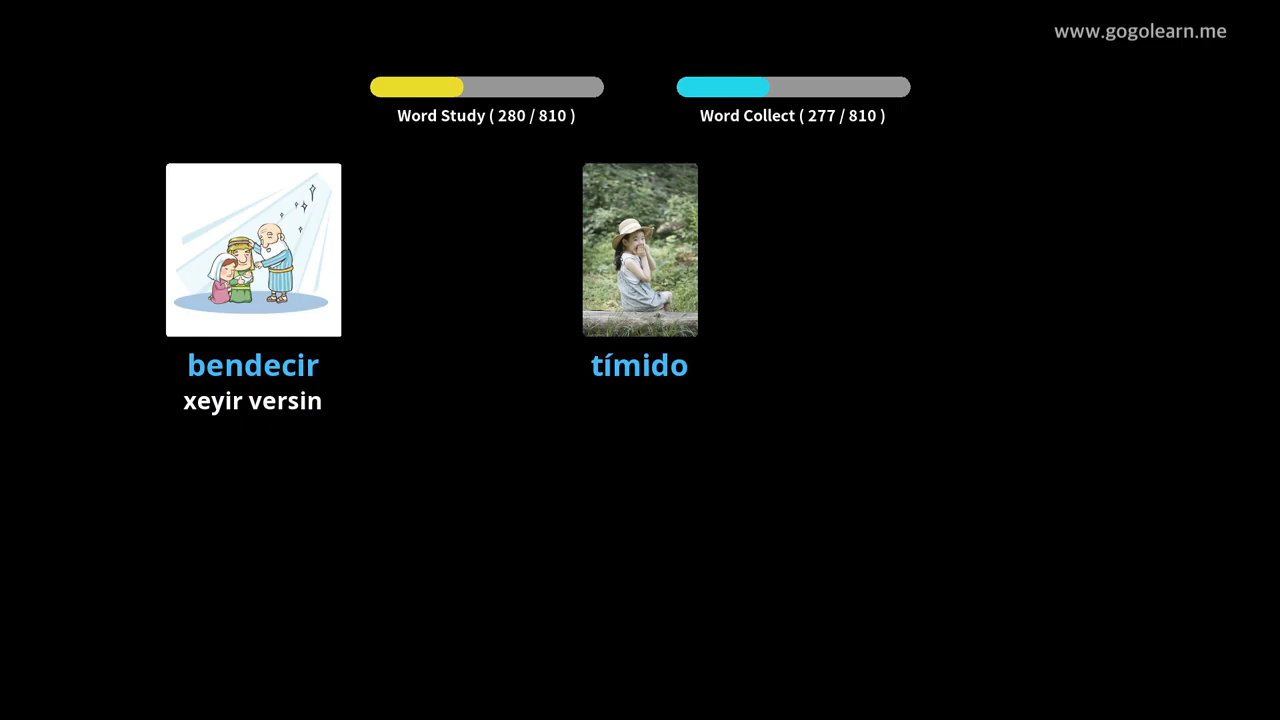 www.gogolearn.me
Word Study ( 280 / 810 )
Word Collect ( 277 / 810 )
bendecir
xeyir versin
tímido